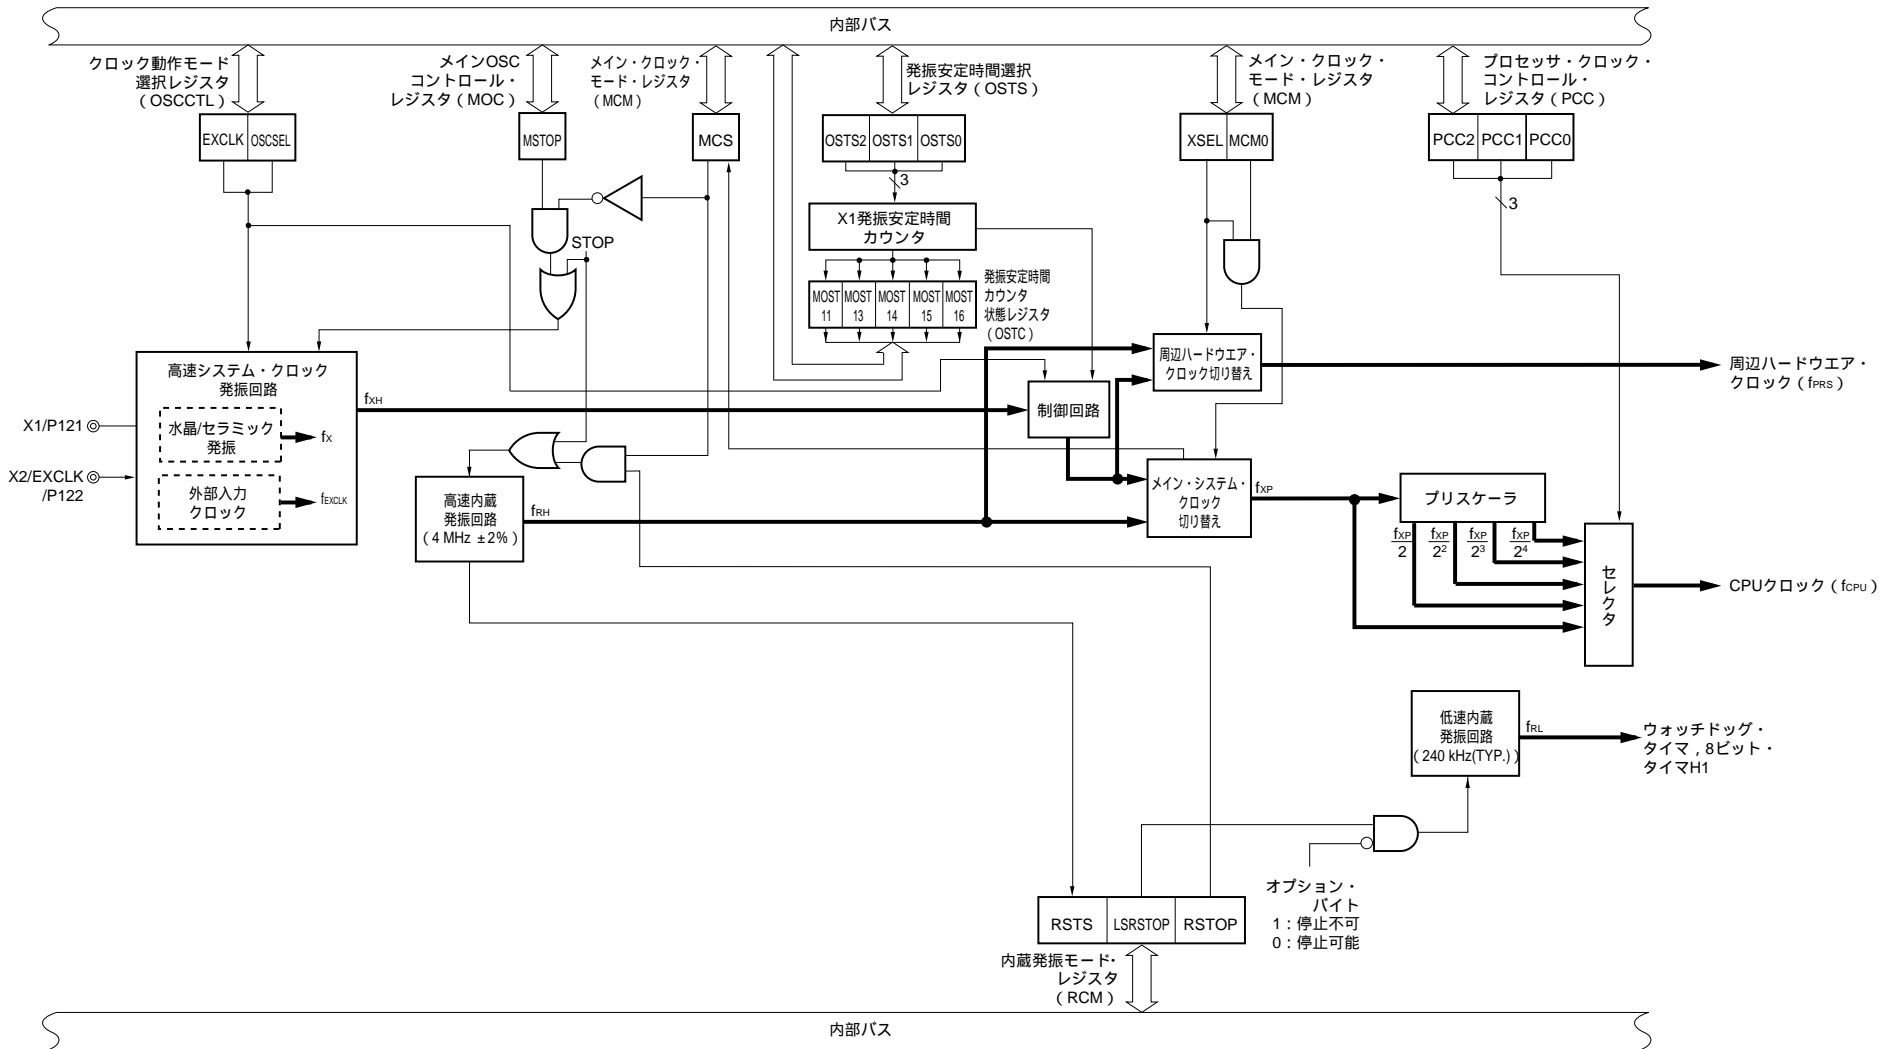 内部バス
クロック動作モード
選択レジスタ
(OSCCTL)
メインOSC
コントロール・
レジスタ(MOC)
メイン・クロック・
モード・レジスタ
(MCM)
発振安定時間選択
レジスタ(OSTS)
メイン・クロック・
モード・レジスタ
(MCM)
プロセッサ・クロック・
コントロール・
レジスタ(PCC)
EXCLK OSCSEL
MSTOP
MCS
OSTS2 OSTS1 OSTS0
XSEL MCM0
PCC2 PCC1 PCC0
3
3
X1発振安定時間
カウンタ
STOP
MOST
11
MOST
13
MOST
14
MOST
15
MOST
16
発振安定時間
カウンタ
状態レジスタ
(OSTC)
高速システム・クロック
発振回路
水晶/セラミック
発振
fX
外部入力
クロック
fEXCLK
X1/P121
X2/EXCLK
/P122
fXH
制御回路
周辺ハードウエア・
クロック切り替え
周辺ハードウエア・
クロック(fPRS)
高速内蔵
発振回路
(4 MHz ±2%)
fRH
メイン・システム・
クロック
切り替え
fXP
プリスケーラ
fXP
2
fXP
2²
fXP
2³
fXP
2⁴
セレクタ
CPUクロック(fCPU)
低速内蔵
発振回路
(240 kHz(TYP.))
fRL
ウォッチドッグ・
タイマ,8ビット・
タイマH1
オプション・
バイト
1:停止不可
0:停止可能
RSTS LSRSTOP RSTOP
内蔵発振モード・
レジスタ
(RCM)
内部バス